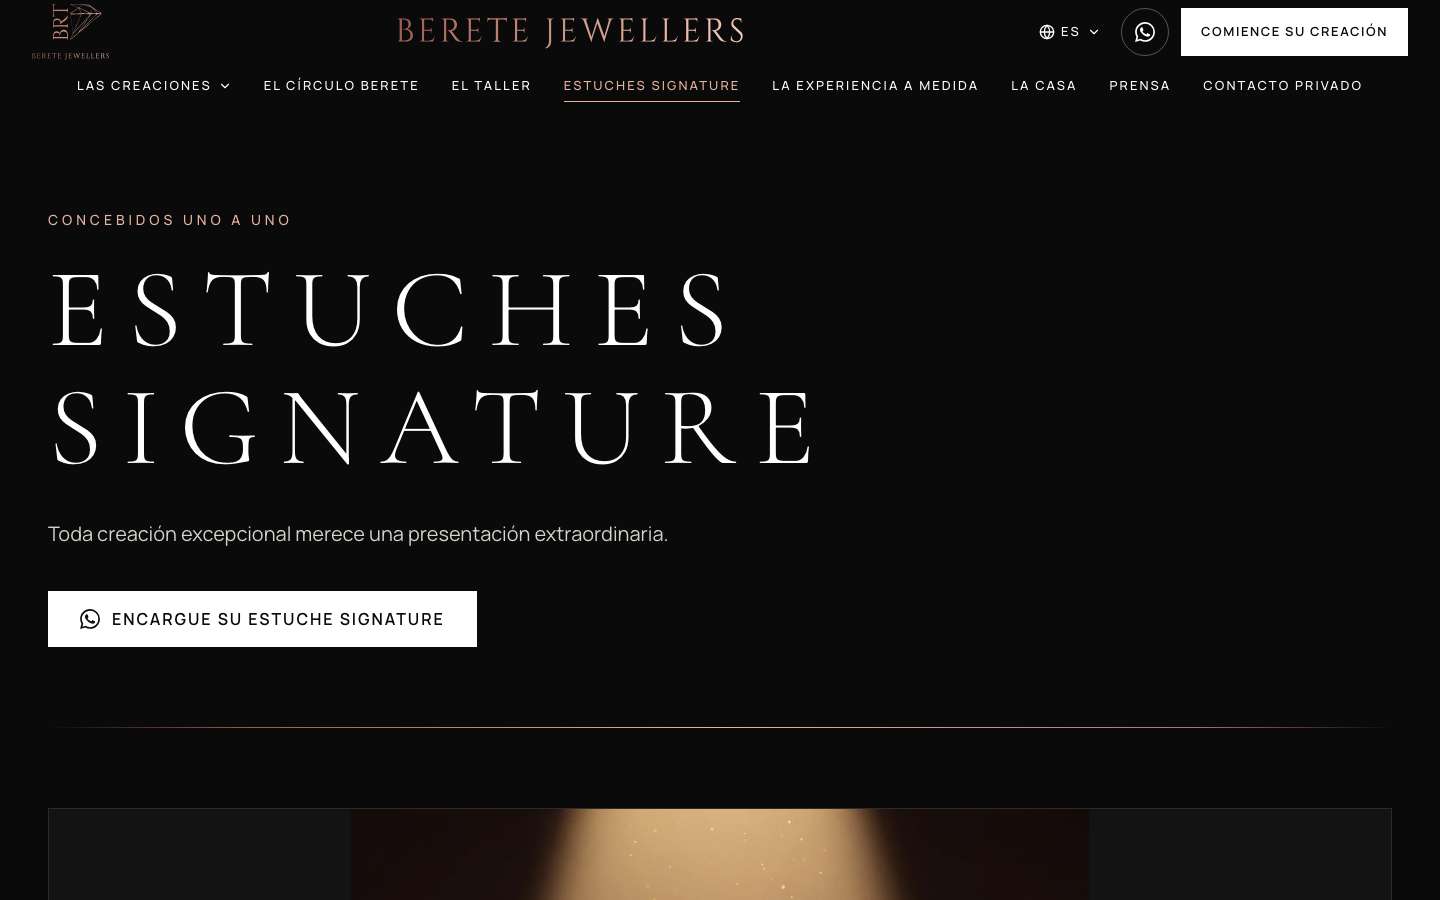 BRT
BERETE JEWELLERS
BERETE JEWELLERS
ES
COMIENCE SU CREACIÓN
LAS CREACIONES
EL CÍRCULO BERETE
EL TALLER
ESTUCHES SIGNATURE
LA EXPERIENCIA A MEDIDA
LA CASA
PRENSA
CONTACTO PRIVADO
CONCEBIDOS UNO A UNO
ESTUCHES
SIGNATURE
Toda creación excepcional merece una presentación extraordinaria.
ENCARGUE SU ESTUCHE SIGNATURE